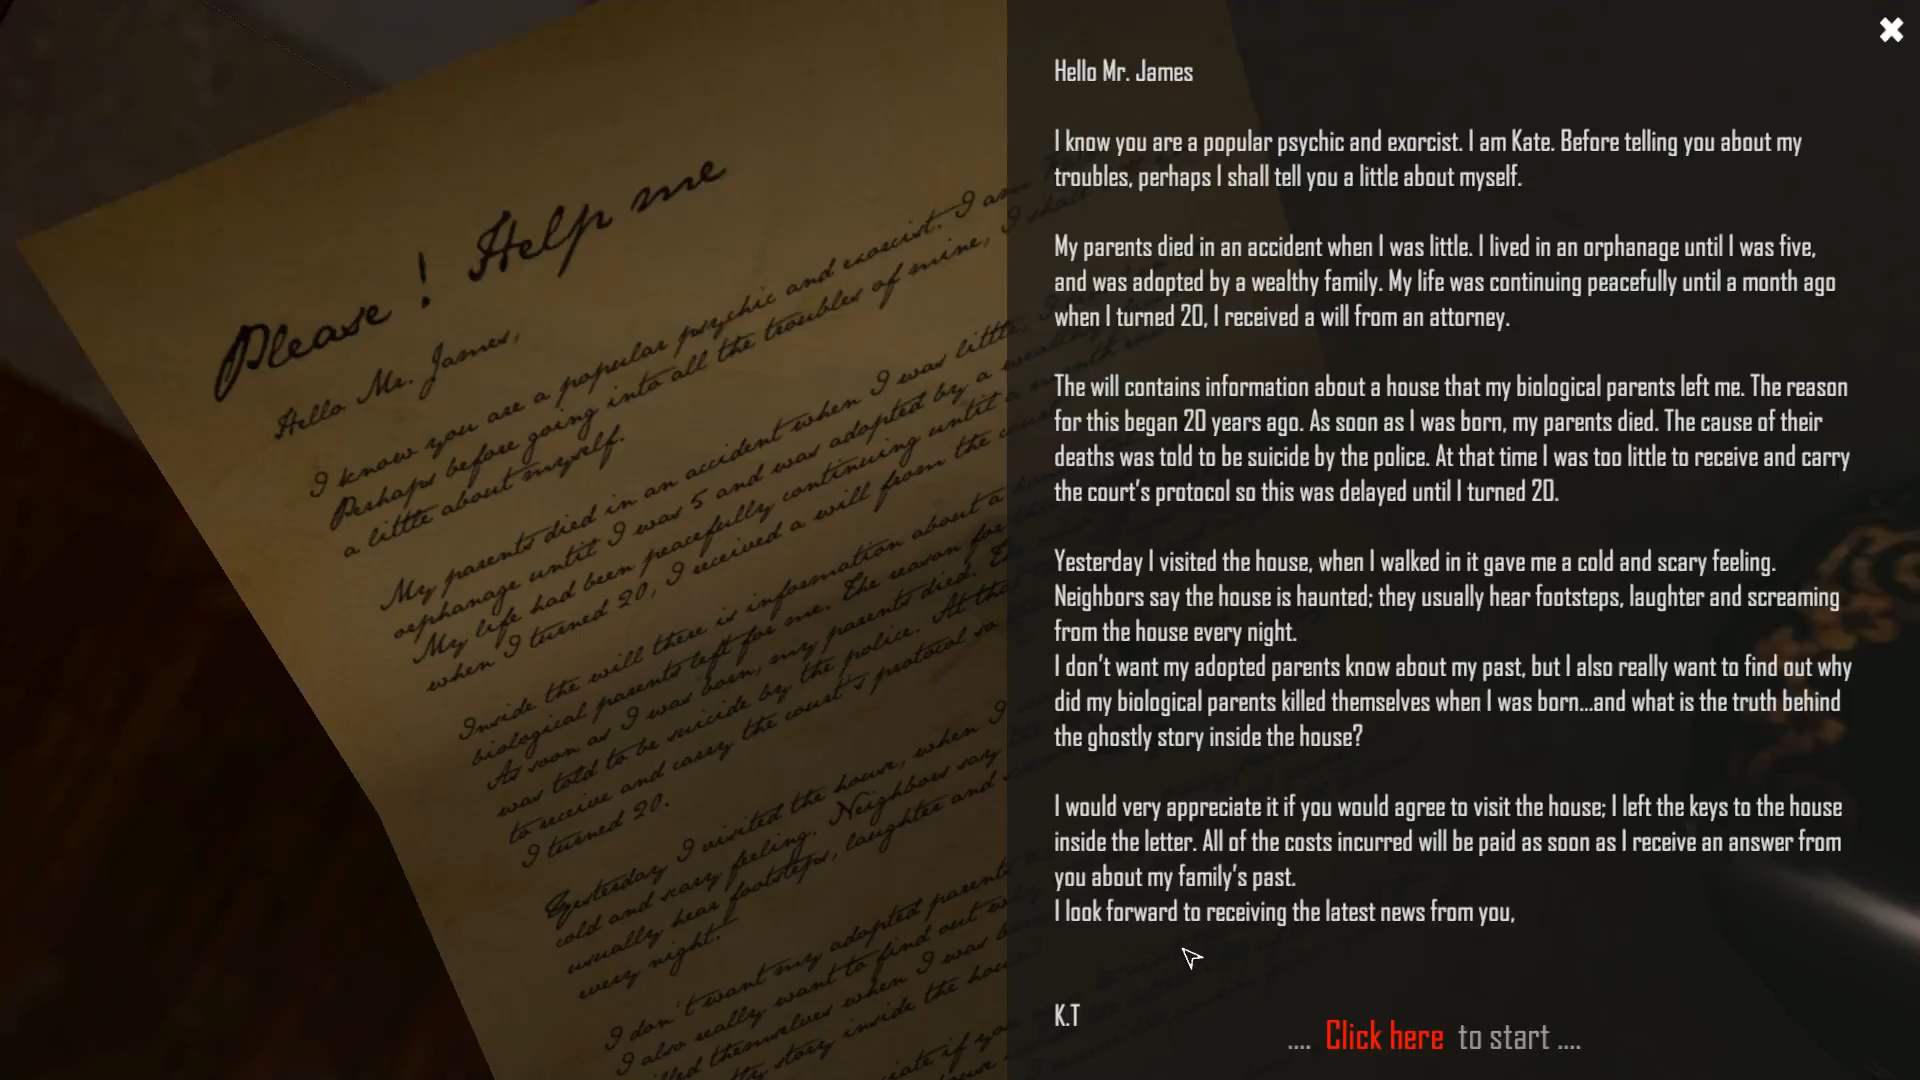 Please ! Help me
Hello Mr. James,
I know you are a popular psychic and exorcist. I am
Perhaps before going into all the troubles of mine, I shall
a little about myself.
My parents died in an accident when I was little.
orphanage until I was 5 and was adopted by a wealthy
My life had been peacefully continuing until a month
when I turned 20, I received a will from the
Inside the will there is information about a
biological parents left for me. The reason for
As soon as I was born, my parents died.
was told to be suicide by the police. At tha
to receive and carry the court's protocol so
I turned 20.
Yesterday I visited the house, when I
cold and scary feeling. Neighbors say
usually hear footsteps, laughter and
every night.
I don't want my adopted parents
I also really want to find out
lled themselves when I was
story inside the hou
ciate if yo
Hello Mr. James
I know you are a popular psychic and exorcist. I am Kate. Before telling you about my
troubles, perhaps I shall tell you a little about myself.
My parents died in an accident when I was little. I lived in an orphanage until I was five,
and was adopted by a wealthy family. My life was continuing peacefully until a month ago
when I turned 20, I received a will from an attorney.
The will contains information about a house that my biological parents left me. The reason
for this began 20 years ago. As soon as I was born, my parents died. The cause of their
deaths was told to be suicide by the police. At that time I was too little to receive and carry
the court's protocol so this was delayed until I turned 20.
Yesterday I visited the house, when I walked in it gave me a cold and scary feeling.
Neighbors say the house is haunted; they usually hear footsteps, laughter and screaming
from the house every night.
I don't want my adopted parents know about my past, but I also really want to find out why
did my biological parents killed themselves when I was born...and what is the truth behind
the ghostly story inside the house?
I would very appreciate it if you would agree to visit the house; I left the keys to the house
inside the letter. All of the costs incurred will be paid as soon as I receive an answer from
you about my family's past.
I look forward to receiving the latest news from you,
K.T
.... Click here to start ....